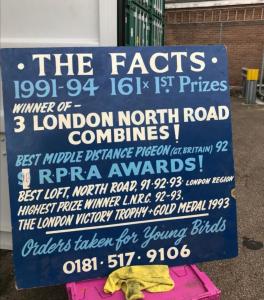 · THE FACTS ·
1991-94 161x 1ST Prizes
WINNER OF -
3 LONDON NORTH ROAD
COMBINES!
BEST MIDDLE DISTANCE PIGEON (GT. BRITAIN) 92
RPRA AWARDS!
BEST LOFT, NORTH ROAD, 91-92-93 LONDON REGION
HIGHEST PRIZE WINNER L.N.R.C. 92-93,
THE LONDON VICTORY TROPHY + GOLD MEDAL 1993
Orders taken for Young Birds
0181·517·9106